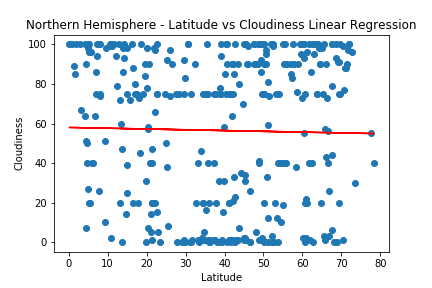 Northern Hemisphere - Latitude vs Cloudiness Linear Regression
100
80
60
40
20
0
Cloudiness
0 10 20 30 40 50 60 70 80
Latitude